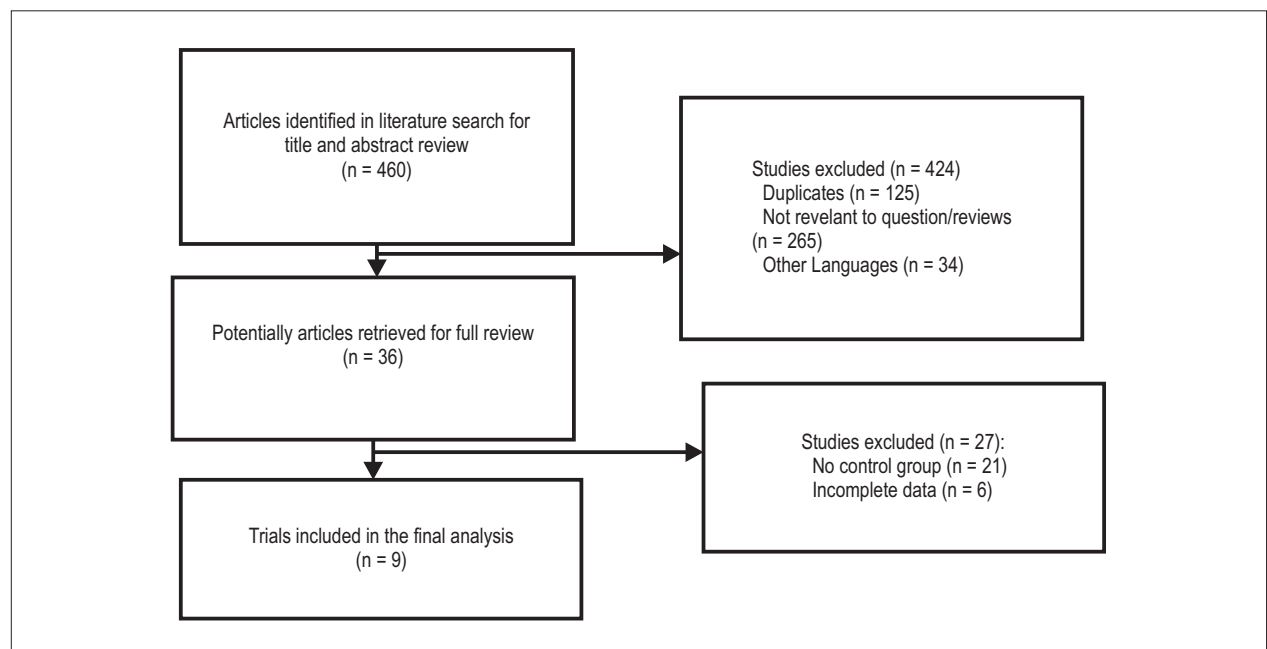 Articles identified in literature search for
title and abstract review
(n = 460)
Studies excluded (n = 424)
Duplicates (n = 125)
Not revelant to question/reviews
(n = 265)
Other Languages (n = 34)
Potentially articles retrieved for full review
(n = 36)
Studies excluded (n = 27):
No control group (n = 21)
Incomplete data (n = 6)
Trials included in the final analysis
(n = 9)